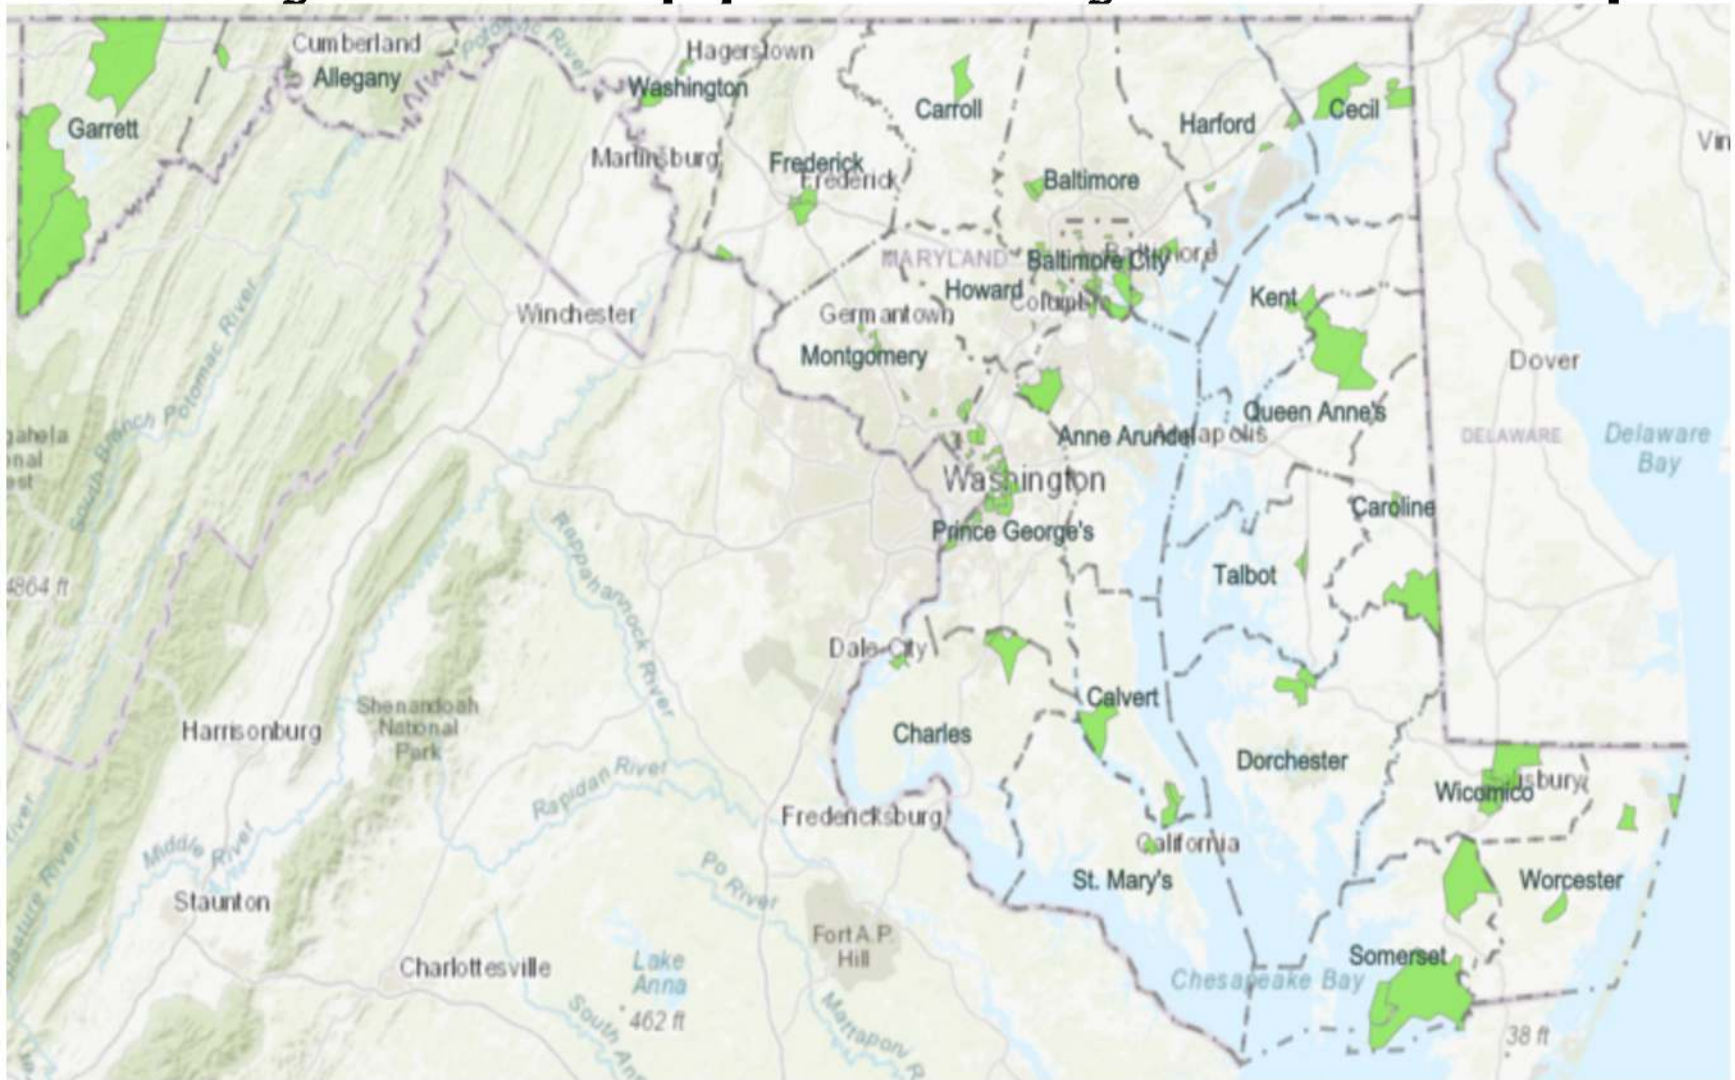 Cumberland
Potomac River
Hagerstown
Allegany
Washington
Carroll
Cecil
Harford
Garrett
Martinsburg
Frederick
Frederick
Baltimore
MARYLAND
Baltimore City
Howard
Kent
Winchester
Germantown
Montgomery
Dover
South Branch Potomac River
Queen Anne's
Anne Arundel
DELAWARE
Delaware
Bay
Washington
Caroline
Prince George's
Rappahannock River
Talbot
4864 ft
Dale City
Calvert
Shenandoah
National
Park
Harrisonburg
Charles
Dorchester
Rapidan River
Wicomico
Fredericksburg
Middle River
California
St. Mary's
Worcester
Po River
Staunton
Fort A.P.
Hill
Somerset
Charlottesville
Lake
Anna
Chesapeake Bay
462 ft
38 ft